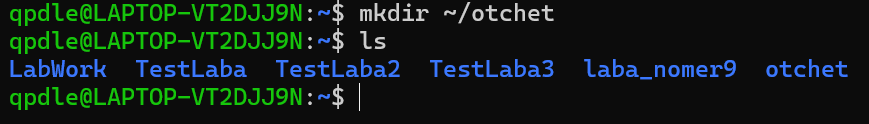 qpdle@LAPTOP-VT2DJJ9N:~$ mkdir ~/otchet
qpdle@LAPTOP-VT2DJJ9N:~$ ls
LabWork  TestLaba  TestLaba2  TestLaba3  laba_nomer9  otchet
qpdle@LAPTOP-VT2DJJ9N:~$